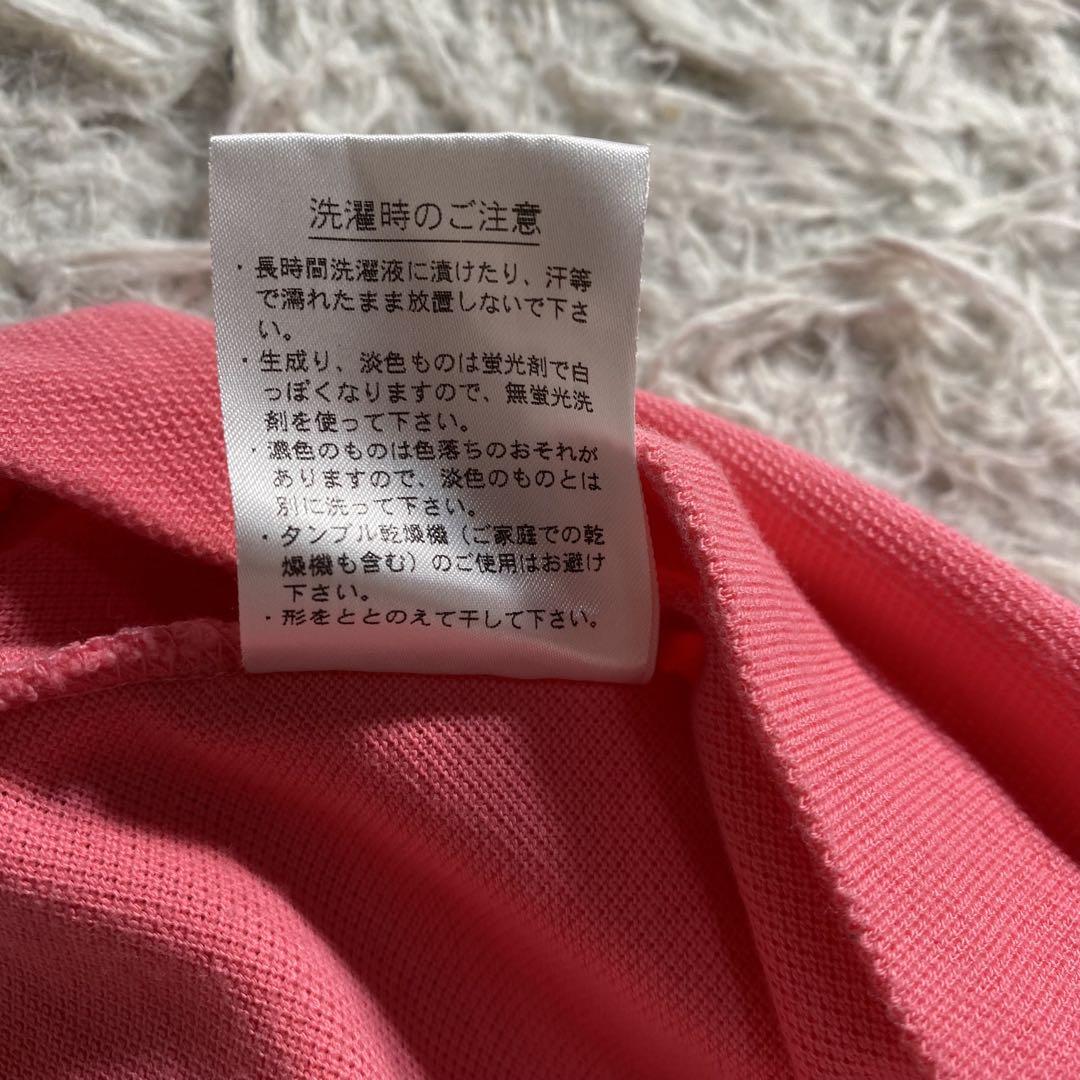 洗濯時のご注意
・長時間洗濯液に漬けたり、汗等
で濡れたまま放置しないで下さ
い。
・生成り、淡色ものは蛍光剤で白
っぽくなりますので、無蛍光洗
剤を使って下さい。
・濃色のものは色落ちのおそれが
ありますので、淡色のものとは
別に洗って下さい。
・タンブル乾燥機（ご家庭での乾
燥機も含む）のご使用はお避け
下さい。
・形をととのえて干して下さい。